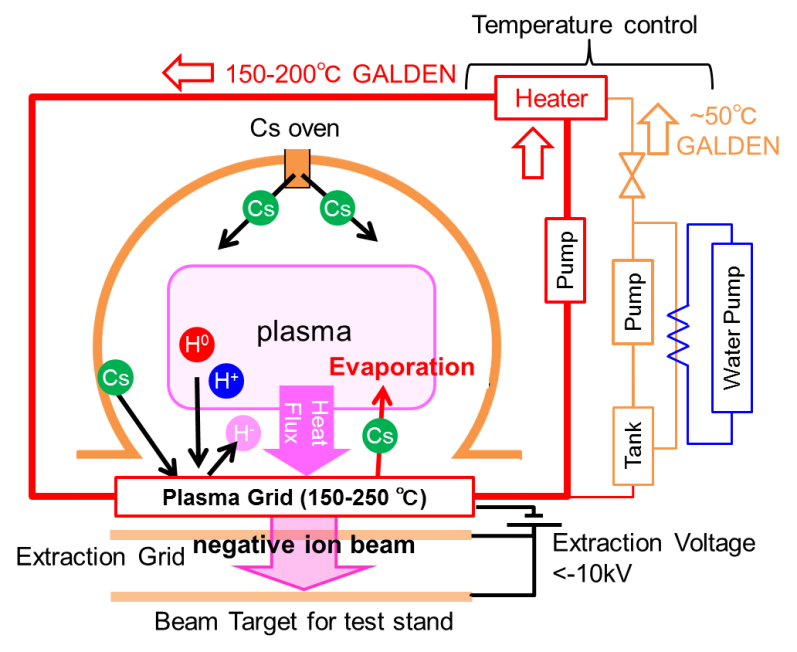 Temperature control
150-200℃ GALDEN
Heater
~50℃
GALDEN
Cs oven
Cs
Cs
Pump
Pump
Water Pump
plasma
H⁰
Evaporation
Cs
H⁺
Heat
Flux
H⁻
Cs
Tank
Plasma Grid (150-250 ℃)
negative ion beam
Extraction Grid
Extraction Voltage
<-10kV
Beam Target for test stand